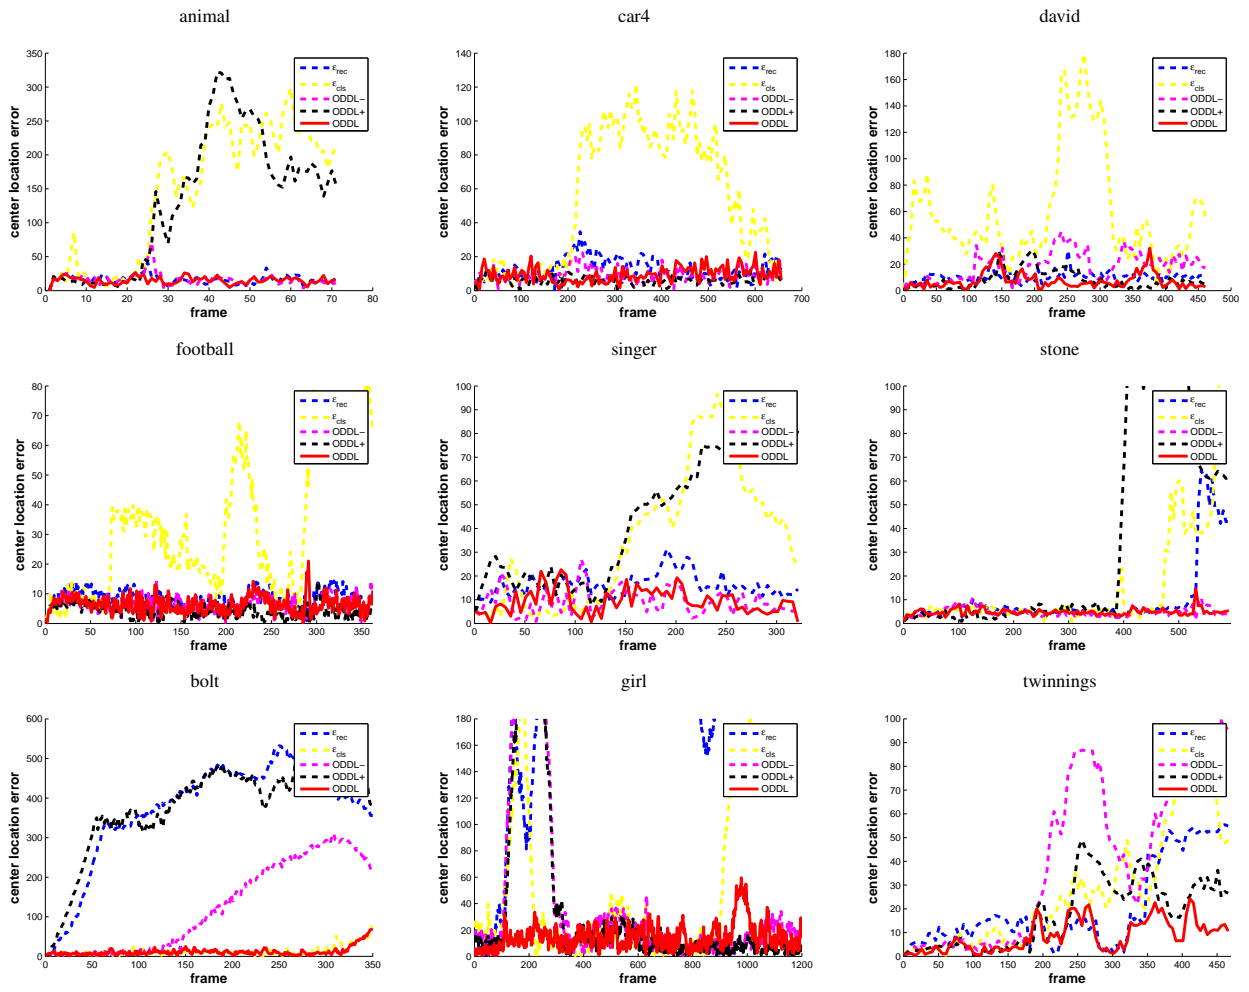 animal
car4
david
350
300
250
200
150
100
50
0
0 10 20 30 40 50 60 70 80
center location error
frame
εrec
εcls
ODDL−
ODDL+
ODDL
140
120
100
80
60
40
20
0
0 100 200 300 400 500 600 700
center location error
frame
εrec
εcls
ODDL−
ODDL+
ODDL
180
160
140
120
100
80
60
40
20
0
0 50 100 150 200 250 300 350 400 450 500
center location error
frame
εrec
εcls
ODDL−
ODDL+
ODDL
football
singer
stone
80
70
60
50
40
30
20
10
0
0 50 100 150 200 250 300 350
center location error
frame
εrec
εcls
ODDL−
ODDL+
ODDL
100
90
80
70
60
50
40
30
20
10
0
0 50 100 150 200 250 300
center location error
frame
εrec
εcls
ODDL−
ODDL+
ODDL
100
90
80
70
60
50
40
30
20
10
0
0 100 200 300 400 500
center location error
frame
εrec
εcls
ODDL−
ODDL+
ODDL
bolt
girl
twinnings
600
500
400
300
200
100
0
0 50 100 150 200 250 300 350
center location error
frame
εrec
εcls
ODDL−
ODDL+
ODDL
180
160
140
120
100
80
60
40
20
0
0 200 400 600 800 1000 1200
center location error
frame
εrec
εcls
ODDL−
ODDL+
ODDL
100
90
80
70
60
50
40
30
20
10
0
0 50 100 150 200 250 300 350 400 450
center location error
frame
εrec
εcls
ODDL−
ODDL+
ODDL